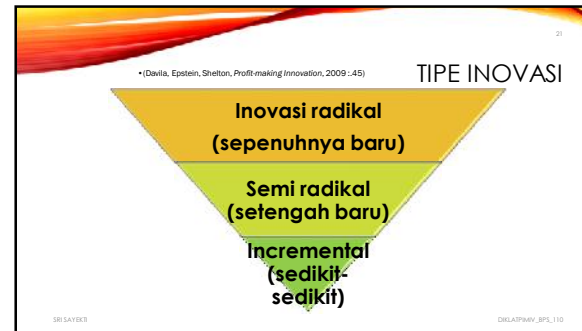 21
•(Davila, Epstein, Shelton, Profit-making Innovation, 2009 :.45)
TIPE INOVASI
Inovasi radikal
(sepenuhnya baru)
Semi radikal
(setengah baru)
Incremental
(sedikit-
sedikit)
SRI SAYEKTI
DIKLATPIMIV_BPS_110